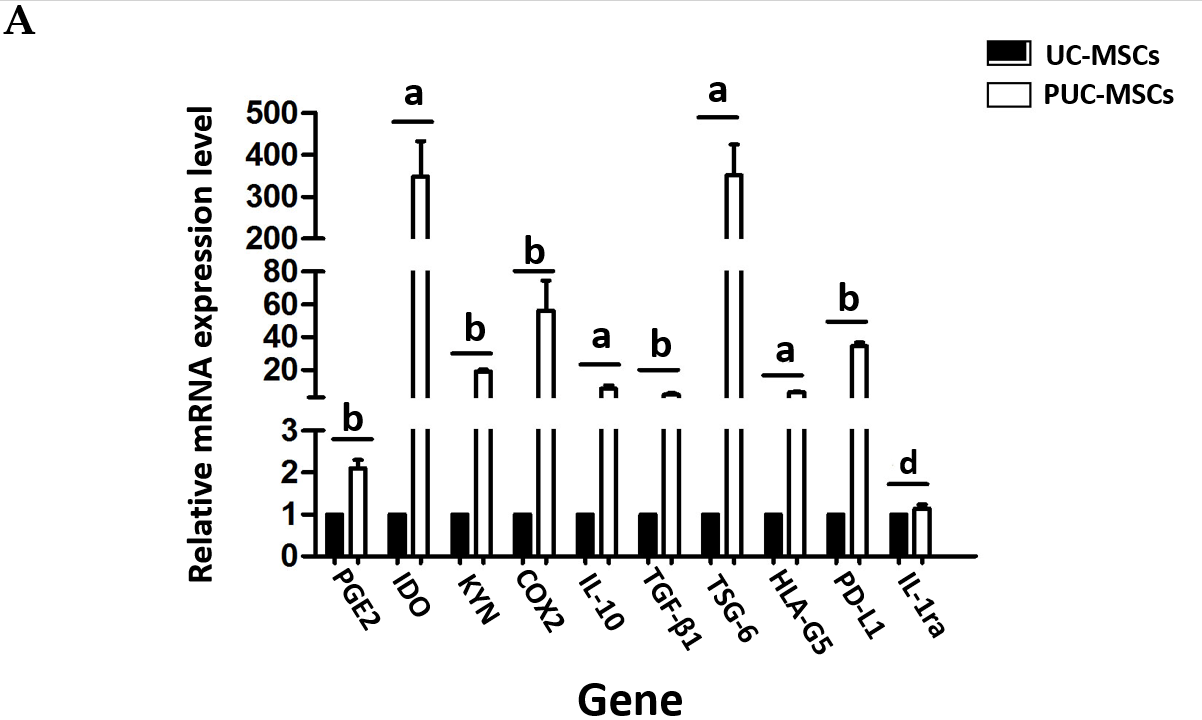 A
UC-MSCs
PUC-MSCs
Relative mRNA expression level
500
400
300
200
80
60
40
20
3
2
1
0
b
a
b
b
a
b
a
a
b
d
PGE2
IDO
KYN
COX2
IL-10
TGF-β1
TSG-6
HLA-G5
PD-L1
IL-1ra
Gene